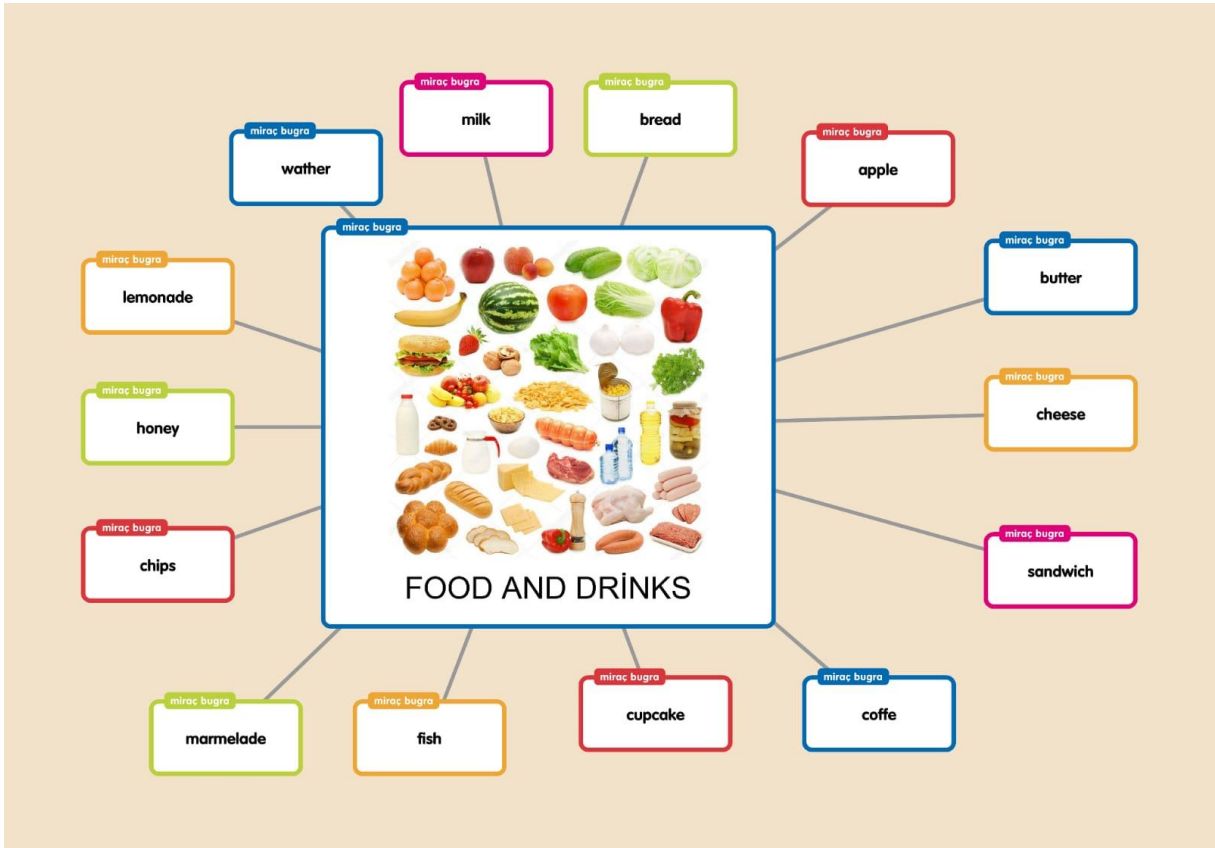 miraç bugra
milk
miraç bugra
bread
miraç bugra
wather
miraç bugra
apple
miraç bugra
FOOD AND DRİNKS
miraç bugra
butter
miraç bugra
lemonade
miraç bugra
cheese
miraç bugra
honey
miraç bugra
chips
miraç bugra
sandwich
miraç bugra
marmelade
miraç bugra
fish
miraç bugra
cupcake
miraç bugra
coffe